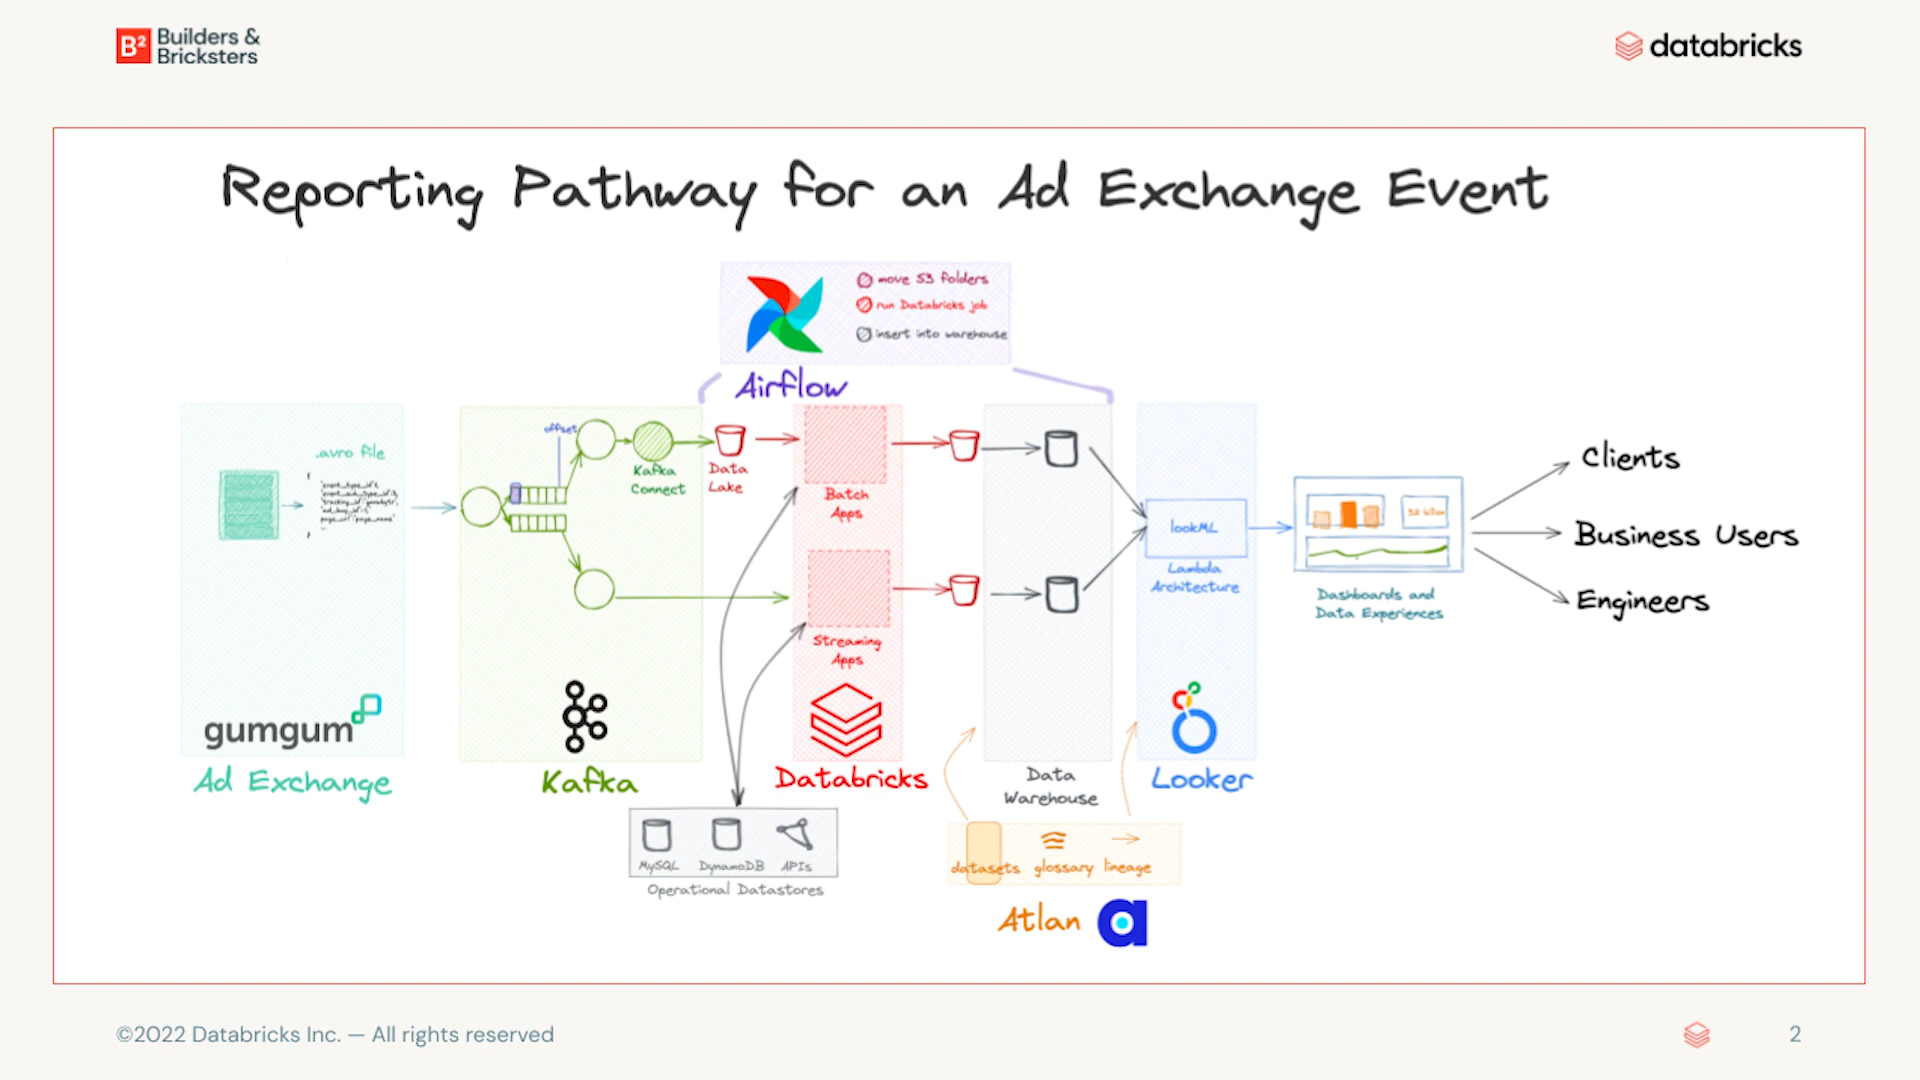 B² Builders &
Bricksters
databricks
Reporting Pathway for an Ad Exchange Event
move S3 folders
run Databricks job
insert into warehouse
Airflow
.avro file
offset
Kafka
Connect
Data
Lake
Batch
Apps
Streaming
Apps
lookML
Lambda
Architecture
Dashboards and
Data Experiences
Clients
Business Users
Engineers
gumgum
Ad Exchange
Kafka
Databricks
Data
Warehouse
Looker
MySQL DynamoDB APIs
Operational Datastores
datasets glossary lineage
Atlan
©2022 Databricks Inc. — All rights reserved
2